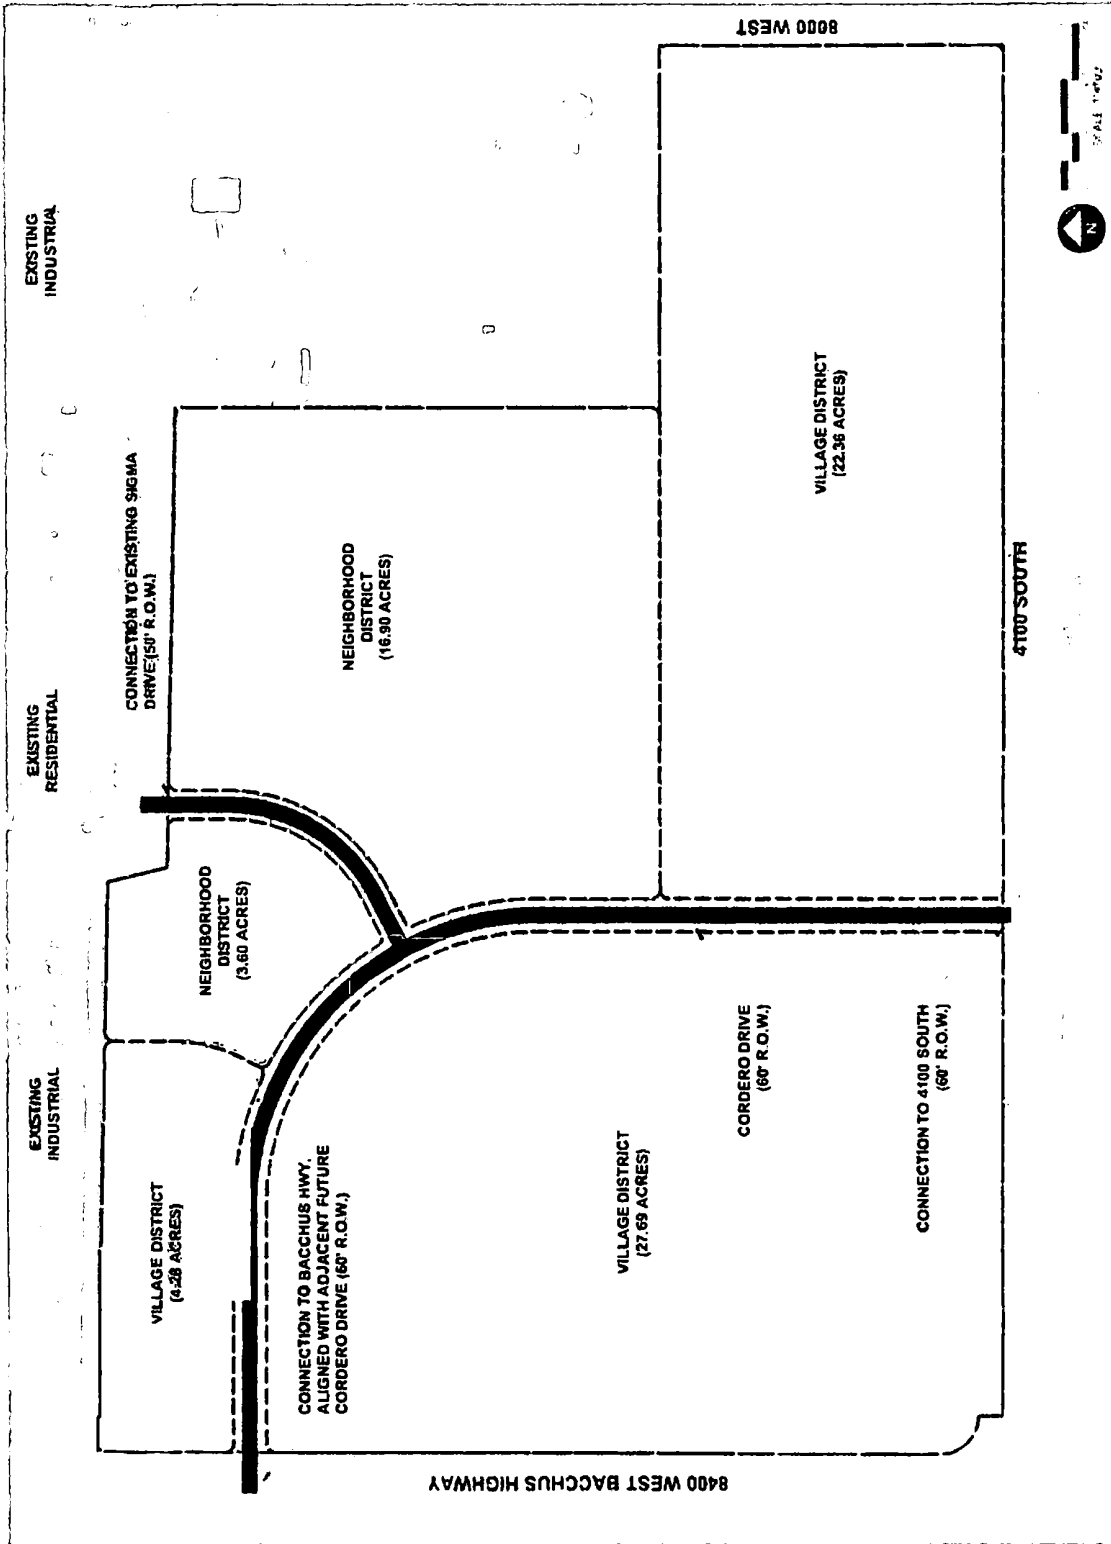 EXISTING
INDUSTRIAL
EXISTING
RESIDENTIAL
EXISTING
INDUSTRIAL
CONNECTION TO EXISTING SIGMA
DRIVE (50' R.O.W.)
VILLAGE DISTRICT
(4.28 ACRES)
NEIGHBORHOOD
DISTRICT
(3.60 ACRES)
NEIGHBORHOOD
DISTRICT
(16.90 ACRES)
CONNECTION TO BACCHUS HWY.
ALIGNED WITH ADJACENT FUTURE
CORDERO DRIVE (60' R.O.W.)
VILLAGE DISTRICT
(27.69 ACRES)
CORDERO DRIVE
(60' R.O.W.)
VILLAGE DISTRICT
(22.36 ACRES)
CONNECTION TO 4100 SOUTH
(60' R.O.W.)
8400 WEST BACCHUS HIGHWAY
8000 WEST
4100 SOUTH
N
SCALE